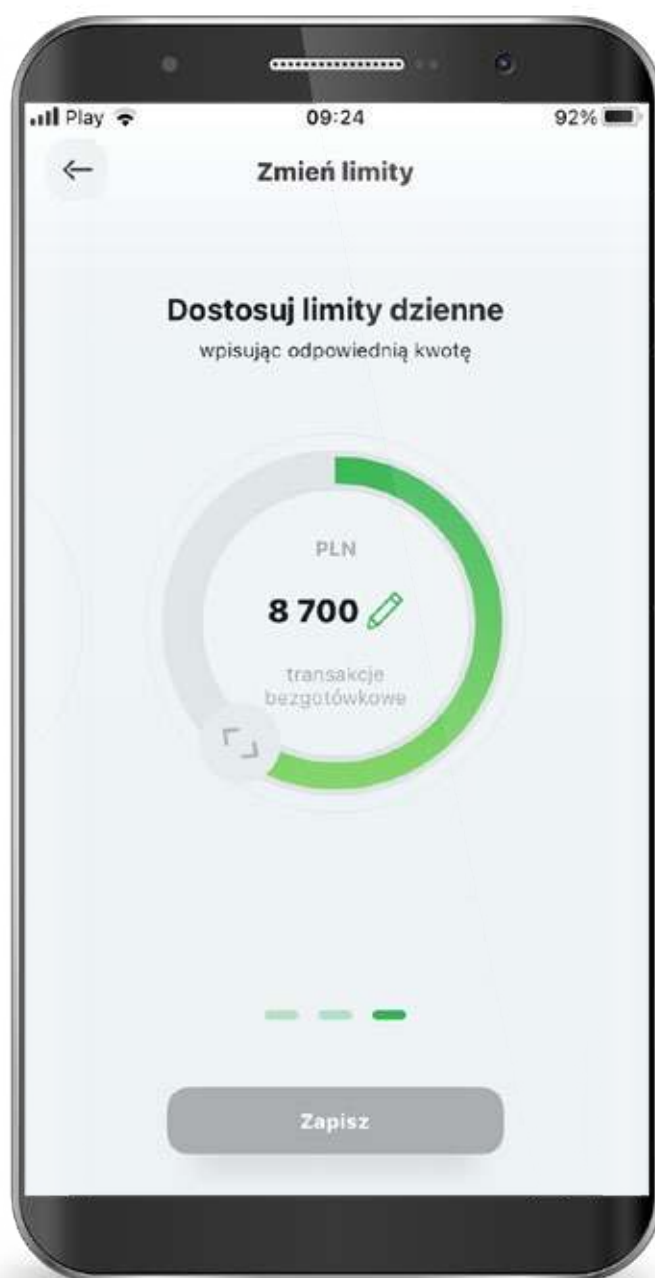 Play
09:24
92%
Zmień limity
Dostosuj limity dzienne
wpisując odpowiednią kwotę
PLN
8 700
transakcje
bezgotówkowe
Zapisz